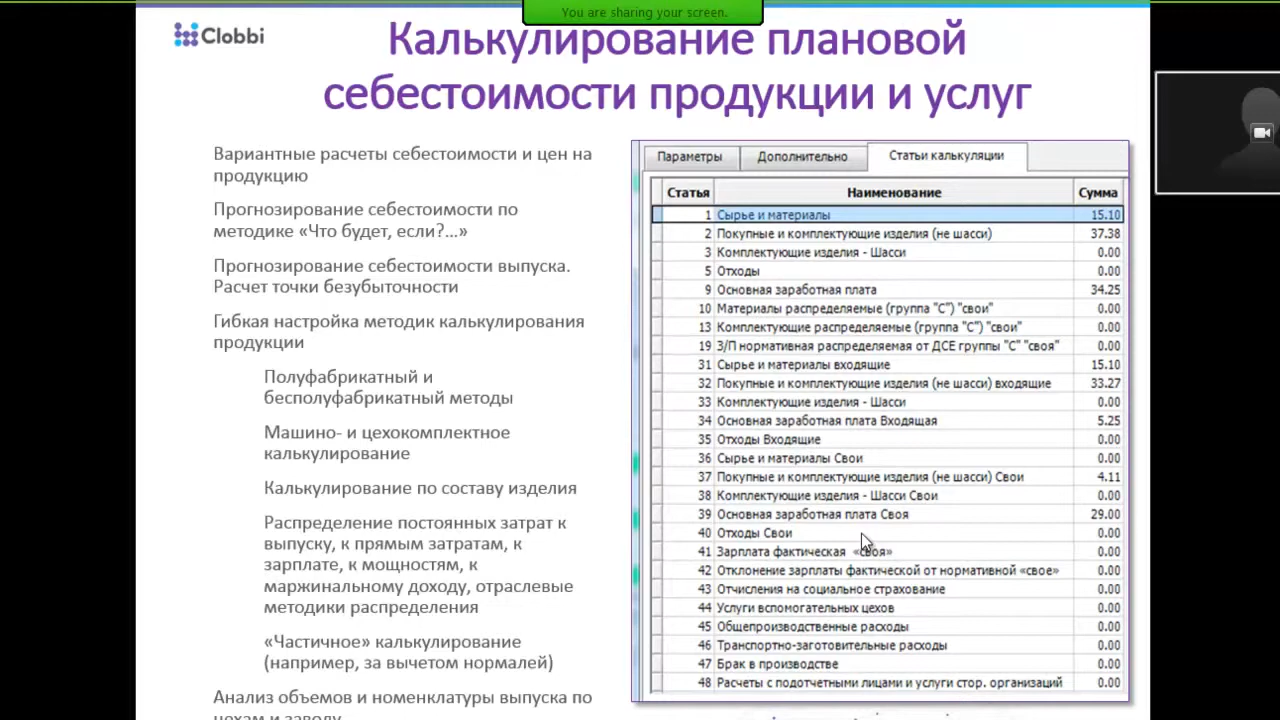 You are sharing your screen.
Clobbi
Калькулирование плановой
себестоимости продукции и услуг
Вариантные расчеты себестоимости и цен на
продукцию
Прогнозирование себестоимости по
методике «Что будет, если?...»
Прогнозирование себестоимости выпуска.
Расчет точки безубыточности
Гибкая настройка методик калькулирования
продукции
Полуфабрикатный и
бесполуфабрикатный методы
Машино- и цехокомплектное
калькулирование
Калькулирование по составу изделия
Распределение постоянных затрат к
выпуску, к прямым затратам, к
зарплате, к мощностям, к
маржинальному доходу, отраслевые
методики распределения
«Частичное» калькулирование
(например, за вычетом нормалей)
Анализ объемов и номенклатуры выпуска по
цехам и заводу
Параметры Дополнительно Статьи калькуляции
Статья Наименование Сумма
1 Сырье и материалы 15.10
2 Покупные и комплектующие изделия (не шасси) 37.38
3 Комплектующие изделия - Шасси 0.00
5 Отходы 0.00
9 Основная заработная плата 34.25
10 Материалы распределяемые (группа "С") "свои" 0.00
13 Комплектующие распределяемые (группа "С") "свои" 0.00
19 З/П нормативная распределяемая от ДСЕ группы "С" "своя" 0.00
31 Сырье и материалы входящие 15.10
32 Покупные и комплектующие изделия (не шасси) входящие 33.27
33 Комплектующие изделия - Шасси 0.00
34 Основная заработная плата Входящая 5.25
35 Отходы Входящие 0.00
36 Сырье и материалы Свои 0.00
37 Покупные и комплектующие изделия (не шасси) Свои 4.11
38 Комплектующие изделия - Шасси Свои 0.00
39 Основная заработная плата Своя 29.00
40 Отходы Свои 0.00
41 Зарплата фактическая «своя» 0.00
42 Отклонение зарплаты фактической от нормативной «свое» 0.00
43 Отчисления на социальное страхование 0.00
44 Услуги вспомогательных цехов 0.00
45 Общепроизводственные расходы 0.00
46 Транспортно-заготовительные расходы 0.00
47 Брак в производстве 0.00
48 Расчеты с подотчетными лицами и услуги стор. организаций 0.00